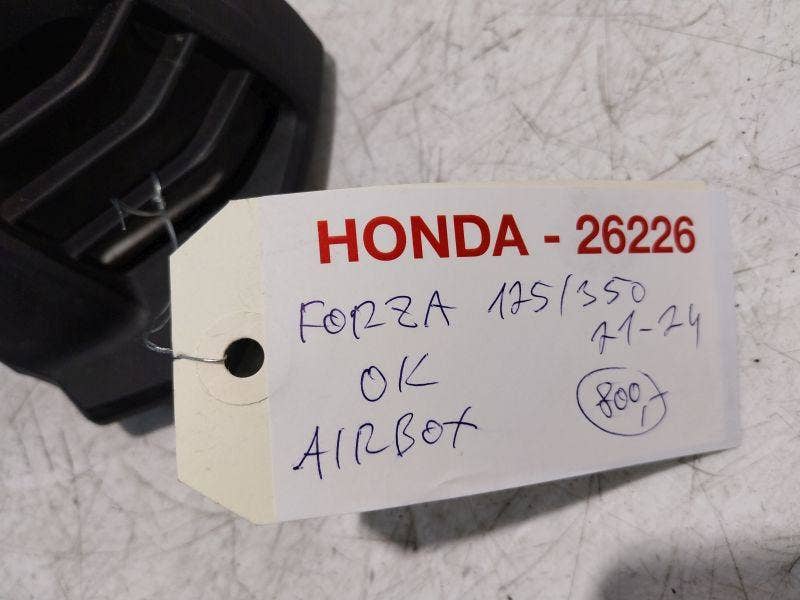 HONDA - 26226
FORZA 125/350
21-24
OK
800,-
AIRBOX